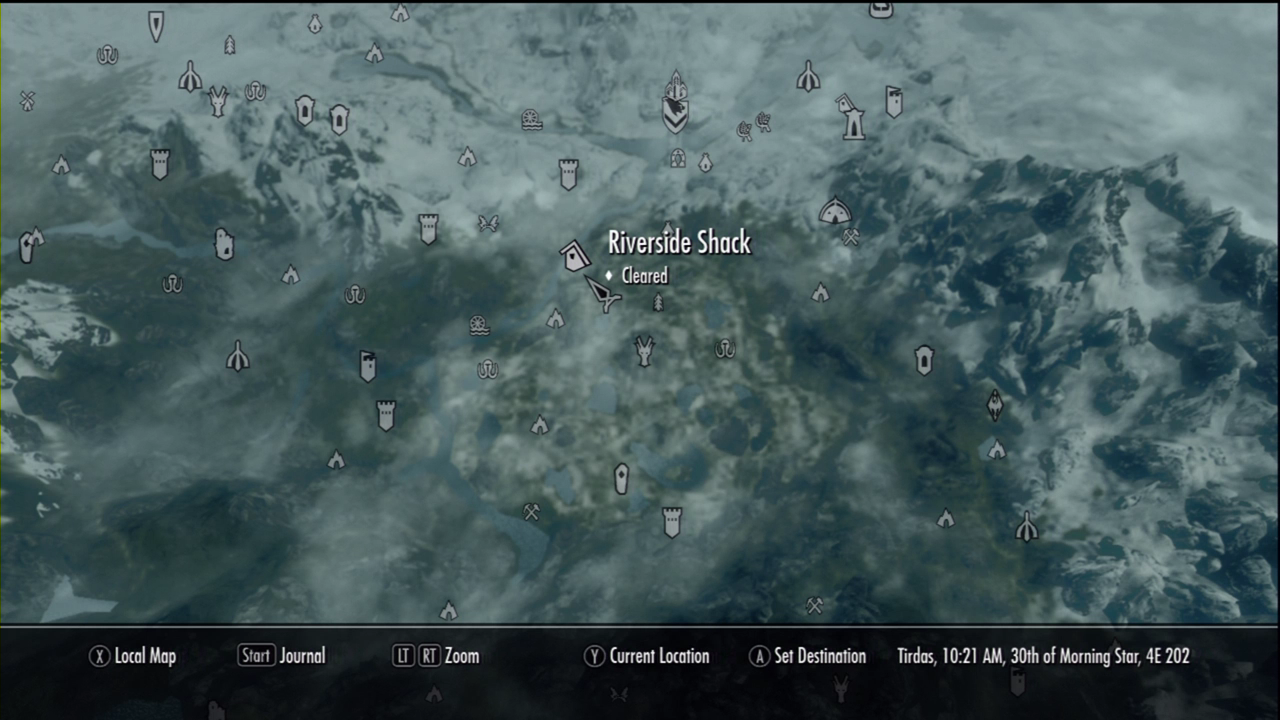 Riverside Shack
Cleared
X Local Map Start Journal LT RT Zoom Y Current Location A Set Destination Tirdas, 10:21 AM, 30th of Morning Star, 4E 202